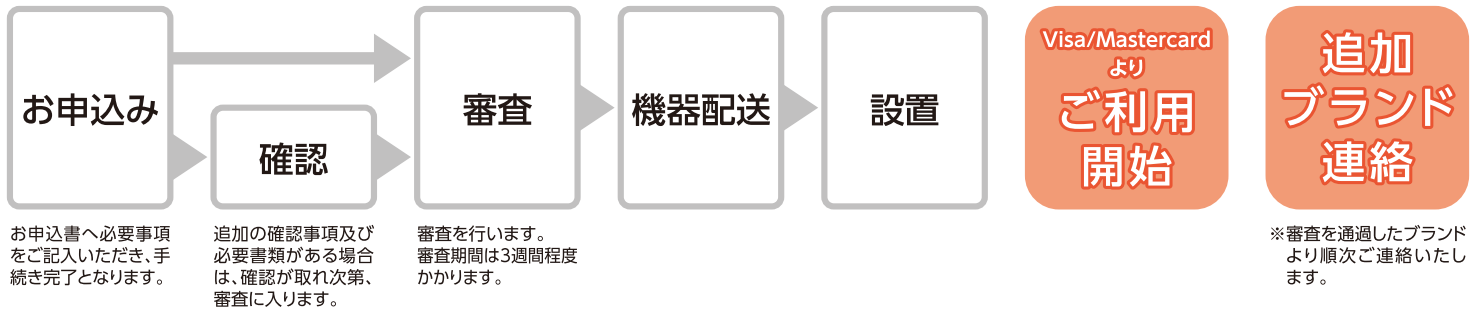 お申込み
お申込書へ必要事項
をご記入いただき、手
続き完了となります。
確認
追加の確認事項及び
必要書類がある場合
は、確認が取れ次第、
審査に入ります。
審査
審査を行います。
審査期間は3週間程度
かかります。
機器配送
設置
Visa/Mastercard
より
ご利用
開始
追加
ブランド
連絡
※審査を通過したブランド
より順次ご連絡いたし
ます。